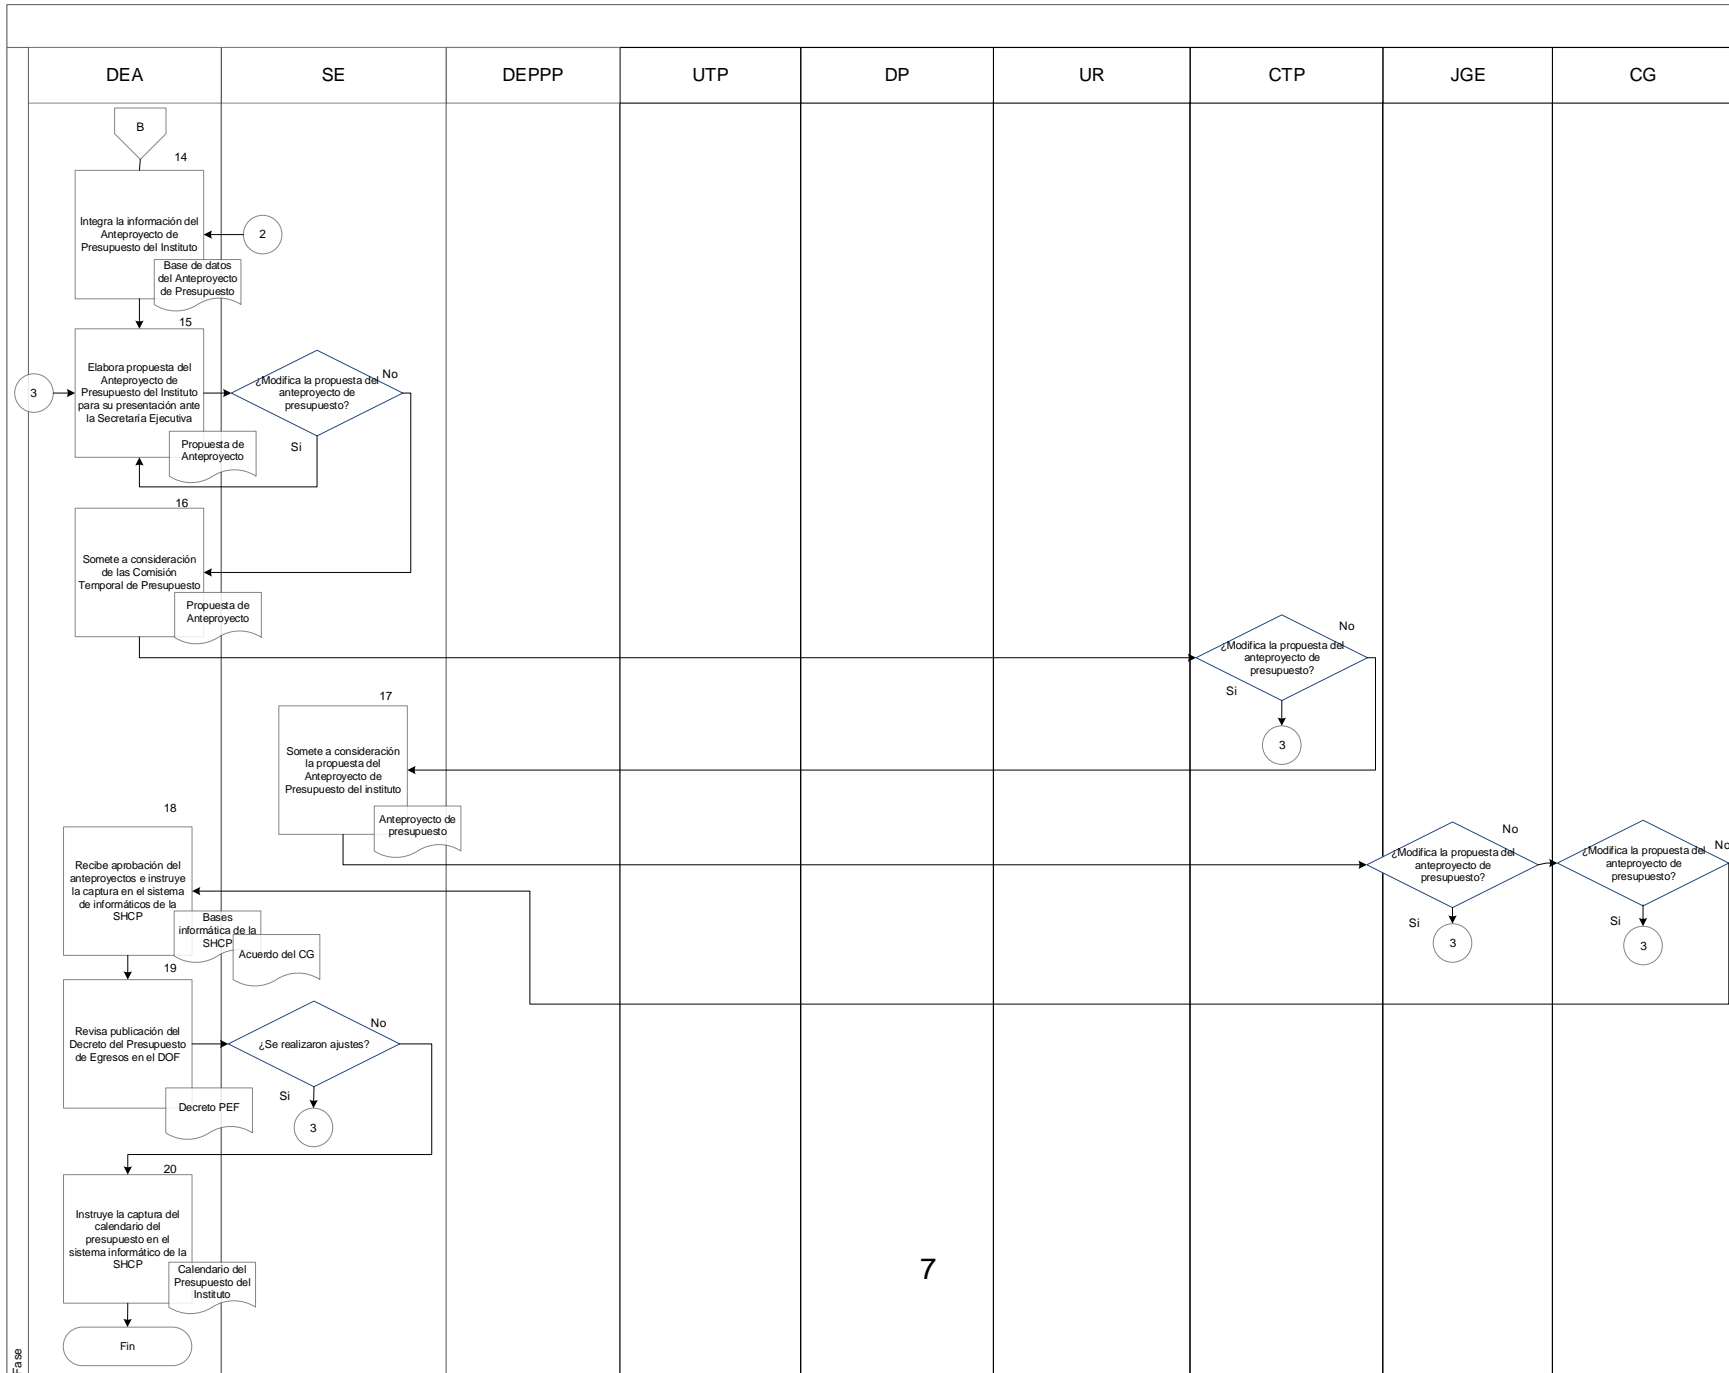 DEA
SE
DEPPP
UTP
DP
UR
CTP
JGE
CG
B
14
Integra la información del
Anteproyecto de
Presupuesto del Instituto
2
Base de datos
del Anteproyecto
de Presupuesto
15
Elabora propuesta del
Anteproyecto de
Presupuesto del Instituto
para su presentación ante
la Secretaría Ejecutiva
3
Propuesta de
Anteproyecto
¿Modifica la propuesta del
anteproyecto de
presupuesto?
No
Si
16
Somete a consideración
de las Comisión
Temporal de Presupuesto
Propuesta de
Anteproyecto
¿Modifica la propuesta del
anteproyecto de
presupuesto?
No
Si
3
17
Somete a consideración
la propuesta del
Anteproyecto de
Presupuesto del instituto
Anteproyecto de
presupuesto
¿Modifica la propuesta del
anteproyecto de
presupuesto?
No
Si
3
¿Modifica la propuesta del
anteproyecto de
presupuesto?
No
Si
3
18
Recibe aprobación del
anteproyectos e instruye
la captura en el sistema
de informáticos de la
SHCP
Bases
informática de la
SHCP
Acuerdo del CG
19
Revisa publicación del
Decreto del Presupuesto
de Egresos en el DOF
Decreto PEF
¿Se realizaron ajustes?
No
Si
3
20
Instruye la captura del
calendario del
presupuesto en el
sistema informático de la
SHCP
Calendario del
Presupuesto del
Instituto
Fin
7
Fase